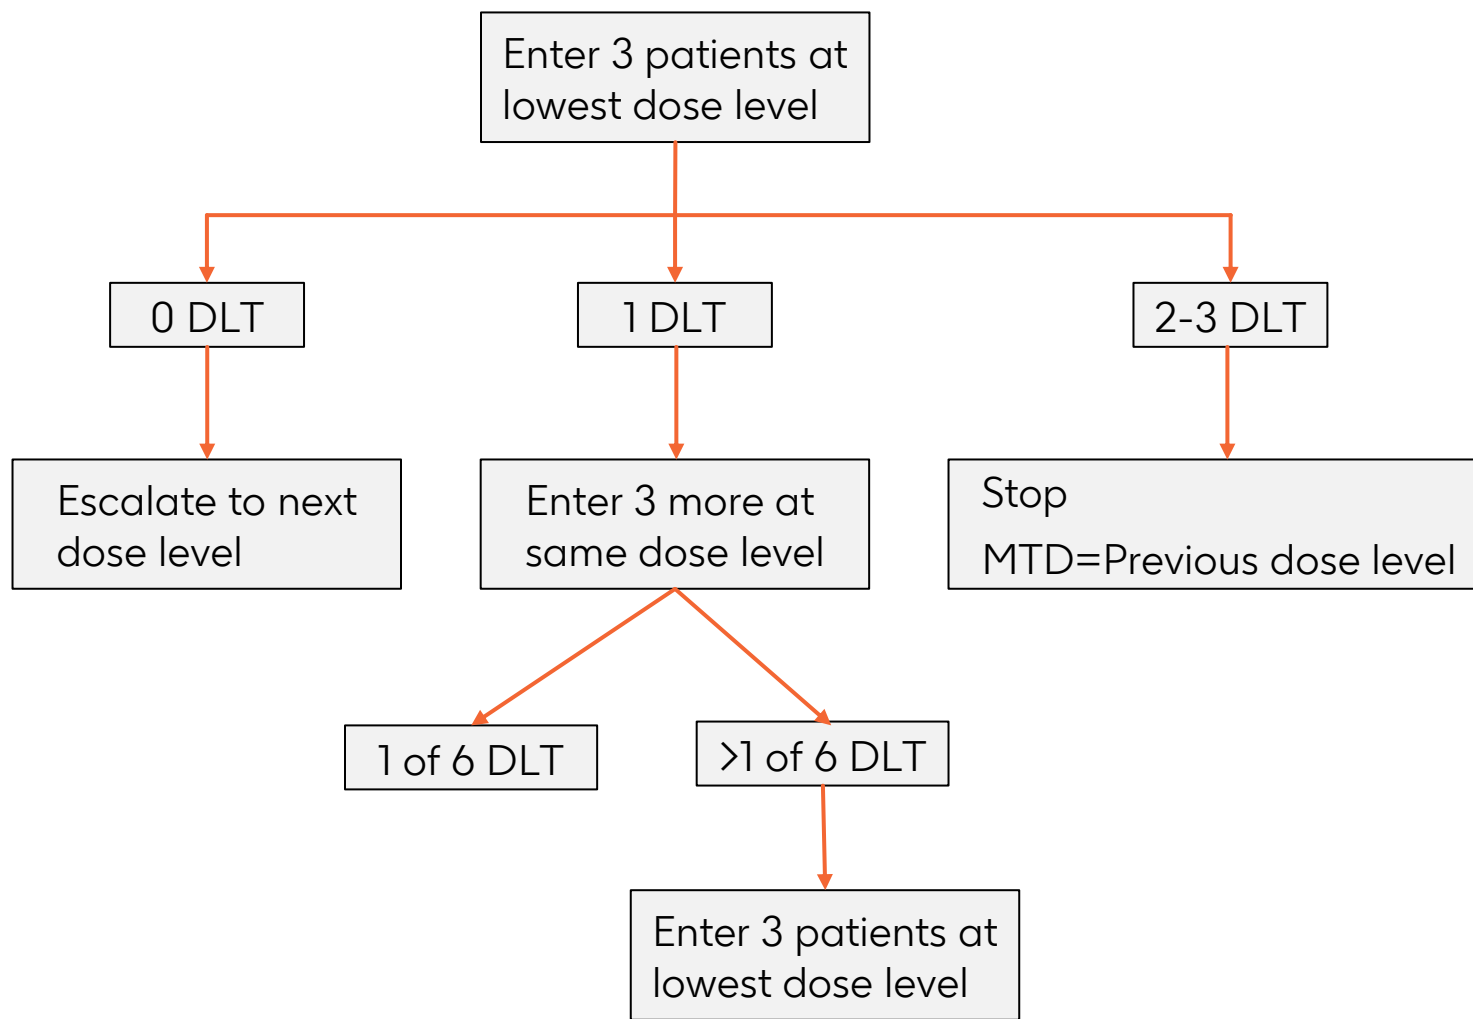 Enter 3 patients at
lowest dose level
0 DLT
1 DLT
2-3 DLT
Escalate to next
dose level
Enter 3 more at
same dose level
Stop
MTD=Previous dose level
1 of 6 DLT
>1 of 6 DLT
Enter 3 patients at
lowest dose level